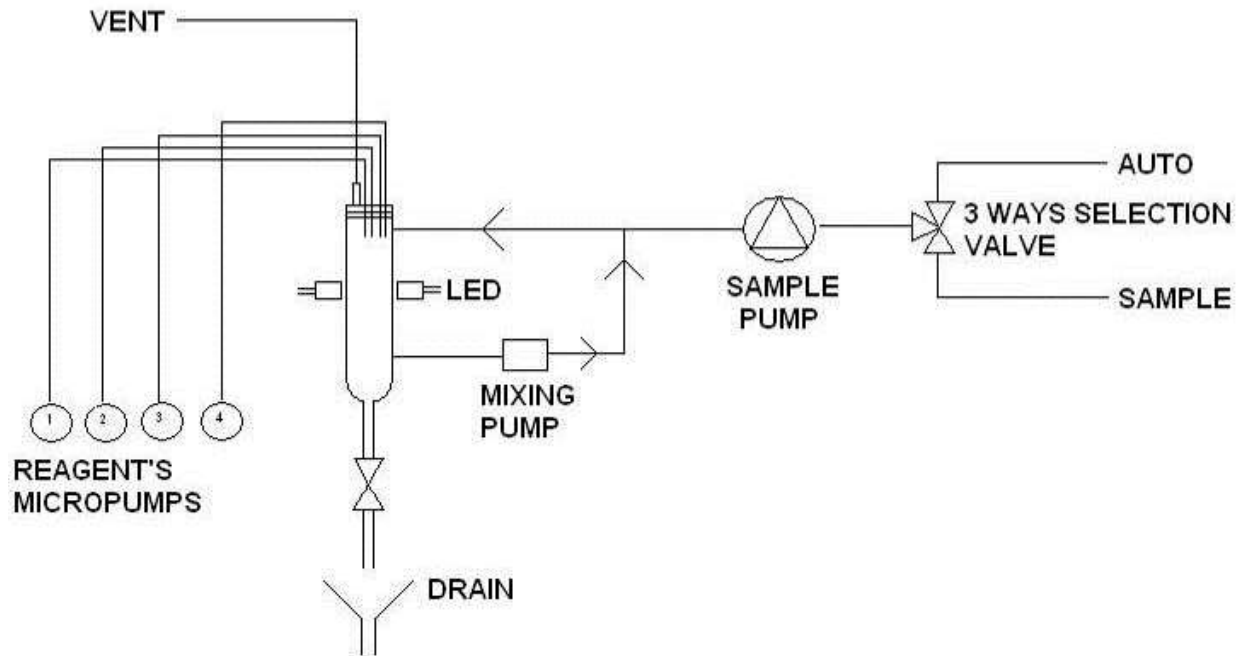 VENT
AUTO
3 WAYS SELECTION
VALVE
SAMPLE
SAMPLE
PUMP
LED
MIXING
PUMP
1
2
3
4
REAGENT'S
MICROPUMPS
DRAIN